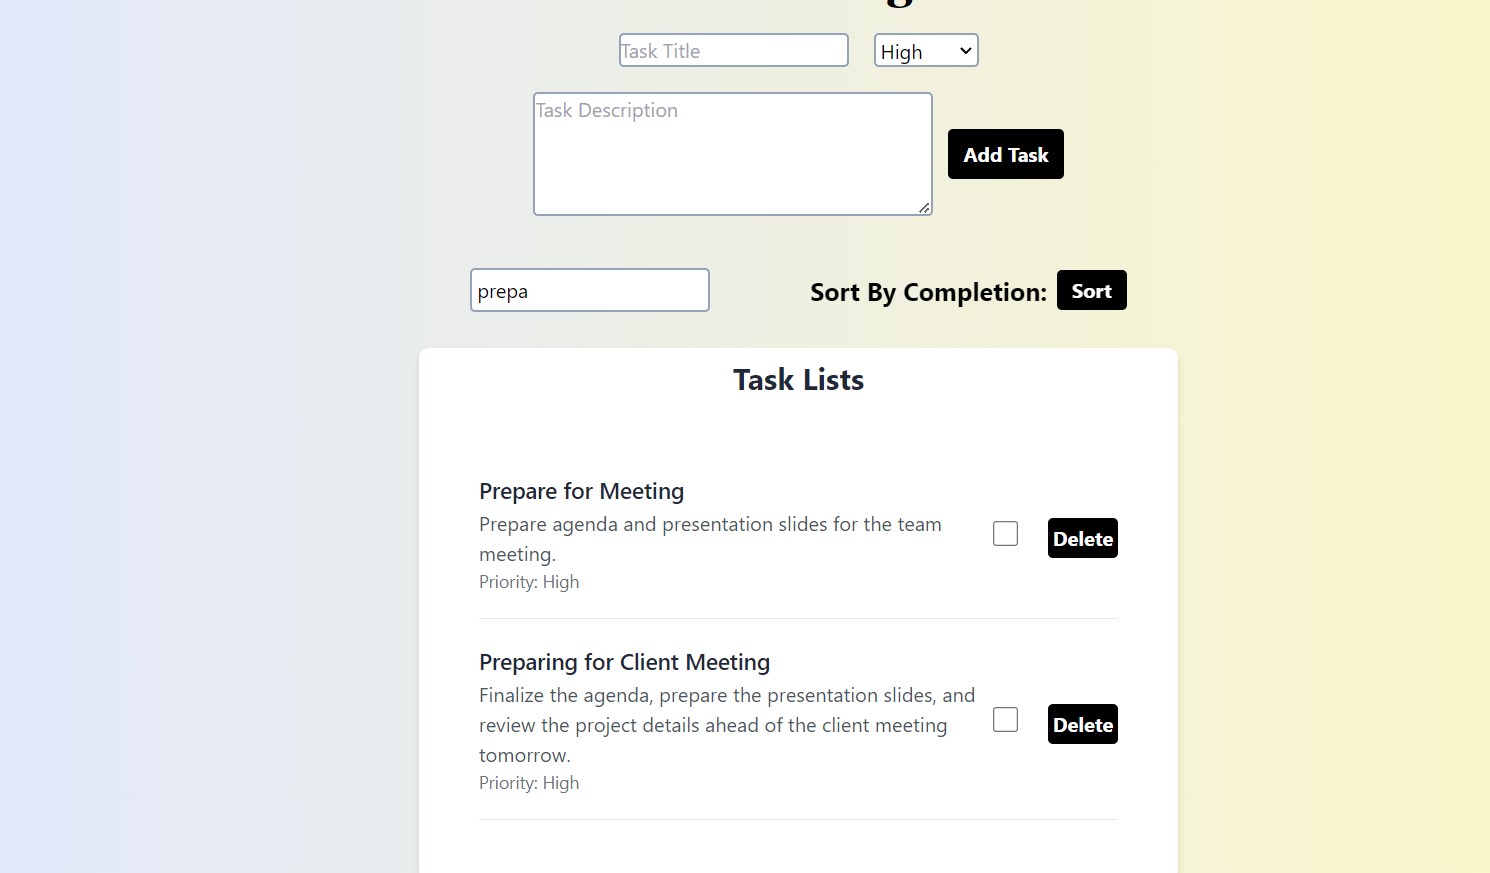 Task Title
High
Task Description
Add Task
prepa
Sort By Completion:
Sort
Task Lists
Prepare for Meeting
Prepare agenda and presentation slides for the team
meeting.
Priority: High
Delete
Preparing for Client Meeting
Finalize the agenda, prepare the presentation slides, and
review the project details ahead of the client meeting
tomorrow.
Priority: High
Delete